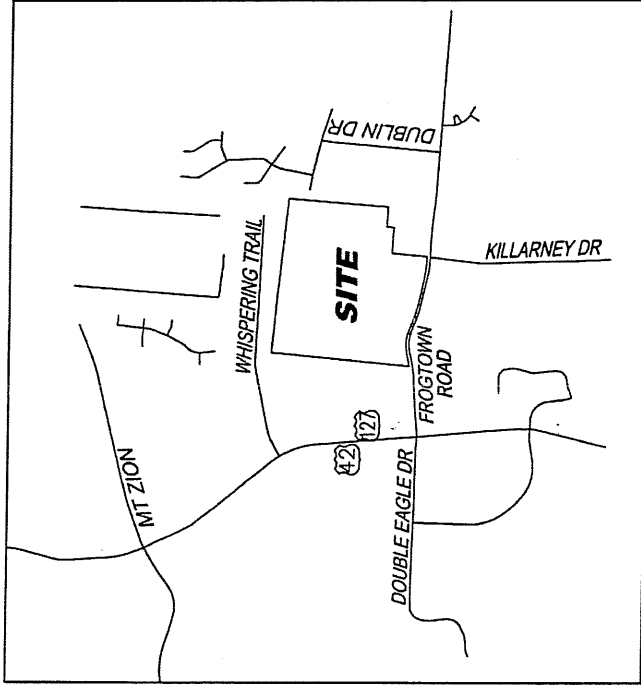 DUBLIN DR
WHISPERING TRAIL
SITE
KILLARNEY DR
MT ZION
42
127
FROGTOWN
ROAD
DOUBLE EAGLE DR